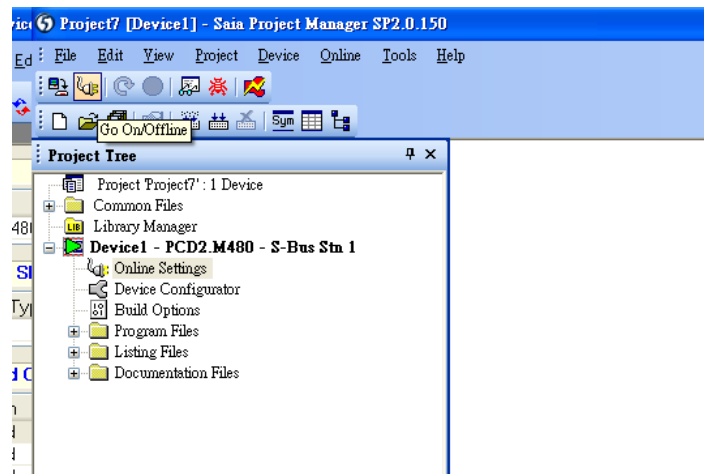 Project7 [Device1] - Saia Project Manager SP2.0.150
File Edit View Project Device Online Tools Help
Sym
Go On/Offline
Project Tree
Project 'Project7' : 1 Device
Common Files
LIB Library Manager
Device1 - PCD2.M480 - S-Bus Stn 1
Online Settings
Device Configurator
Build Options
Program Files
Listing Files
Documentation Files